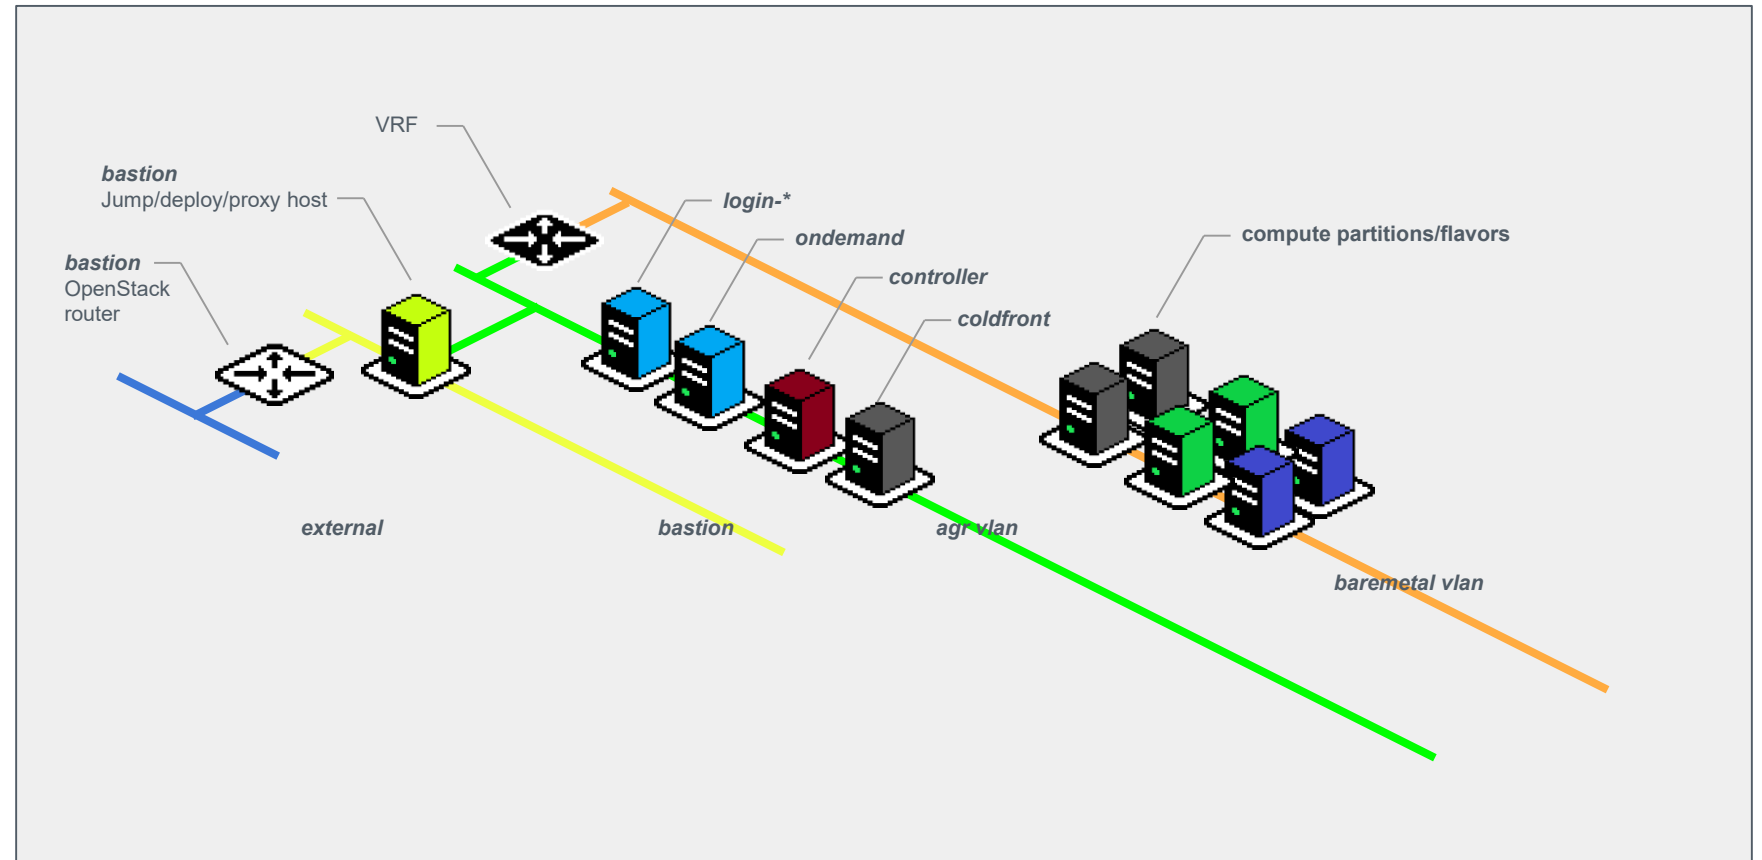 VRF
bastion
Jump/deploy/proxy host
login-*
ondemand
compute partitions/flavors
bastion
OpenStack
router
controller
coldfront
external
bastion
agr vlan
baremetal vlan